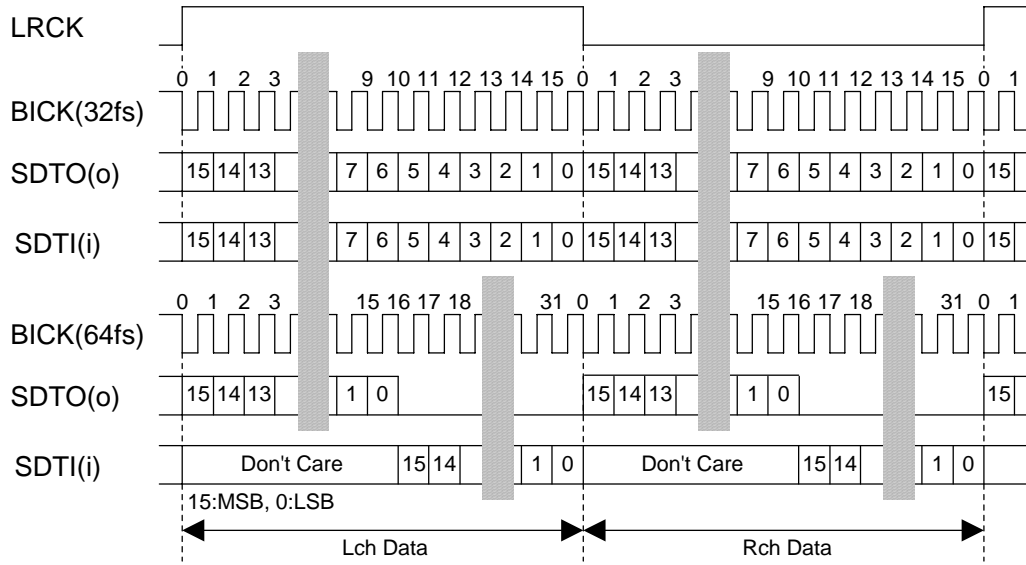 LRCK
0 1 2 3 9 10 11 12 13 14 15 0 1 2 3 9 10 11 12 13 14 15 0 1
BICK(32fs)
SDTO(o) 15 14 13 7 6 5 4 3 2 1 0 15 14 13 7 6 5 4 3 2 1 0 15
SDTI(i) 15 14 13 7 6 5 4 3 2 1 0 15 14 13 7 6 5 4 3 2 1 0 15
0 1 2 3 15 16 17 18 31 0 1 2 3 15 16 17 18 31 0 1
BICK(64fs)
SDTO(o) 15 14 13 1 0 15 14 13 1 0 15
SDTI(i) Don't Care 15 14 1 0 Don't Care 15 14 1 0
15:MSB, 0:LSB
Lch Data Rch Data